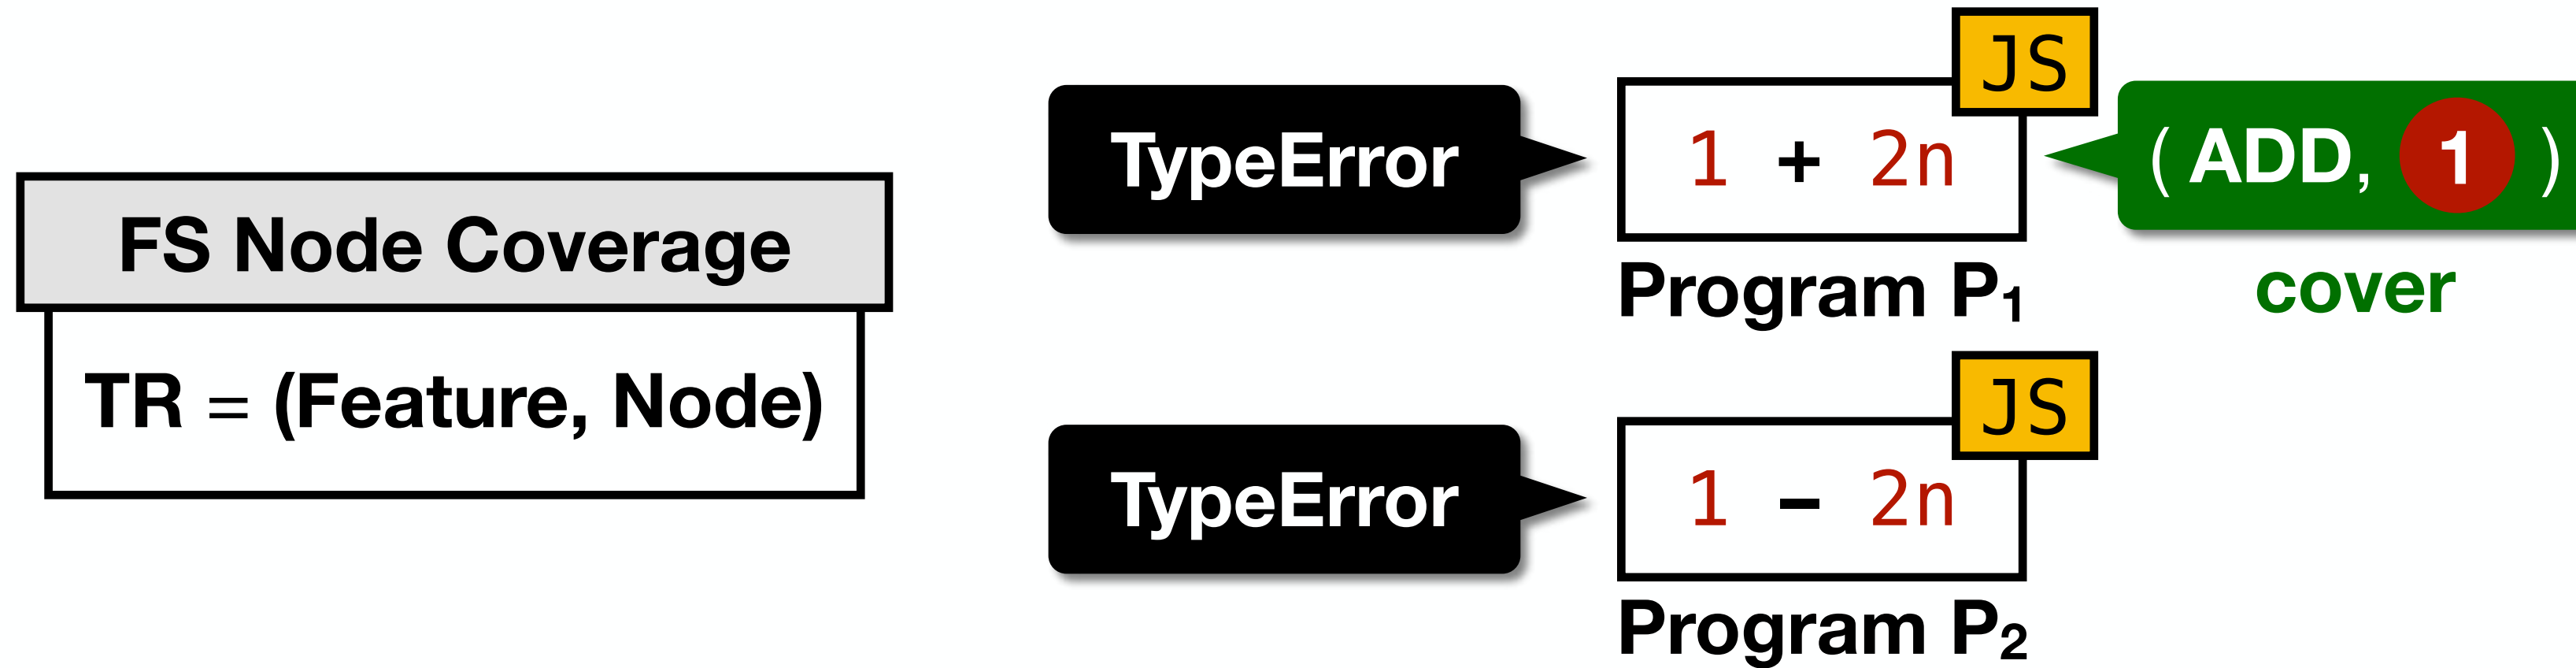 FS Node Coverage
TR = (Feature, Node)
TypeError
JS
1 + 2n
( ADD, 1 )
Program P₁
cover
TypeError
JS
1 – 2n
Program P₂